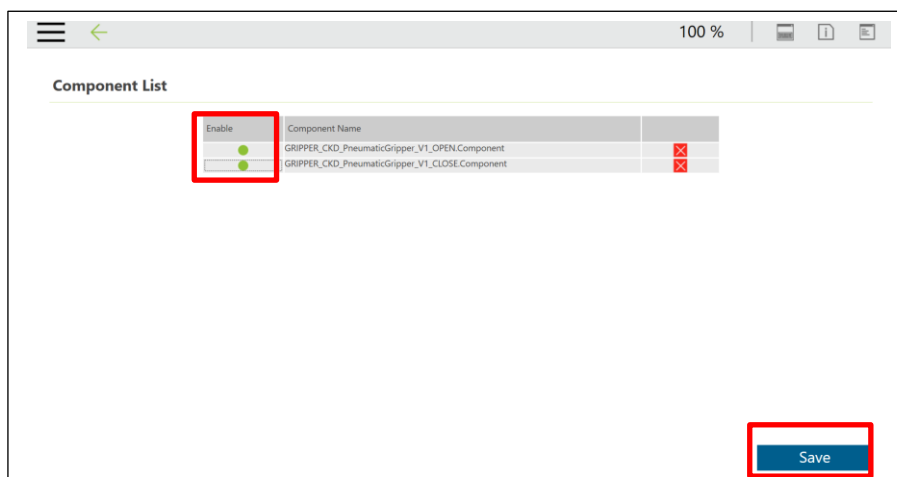 100 %
Component List
Enable Component Name
GRIPPER_CKD_PneumaticGripper_V1_OPEN.Component
GRIPPER_CKD_PneumaticGripper_V1_CLOSE.Component
Save